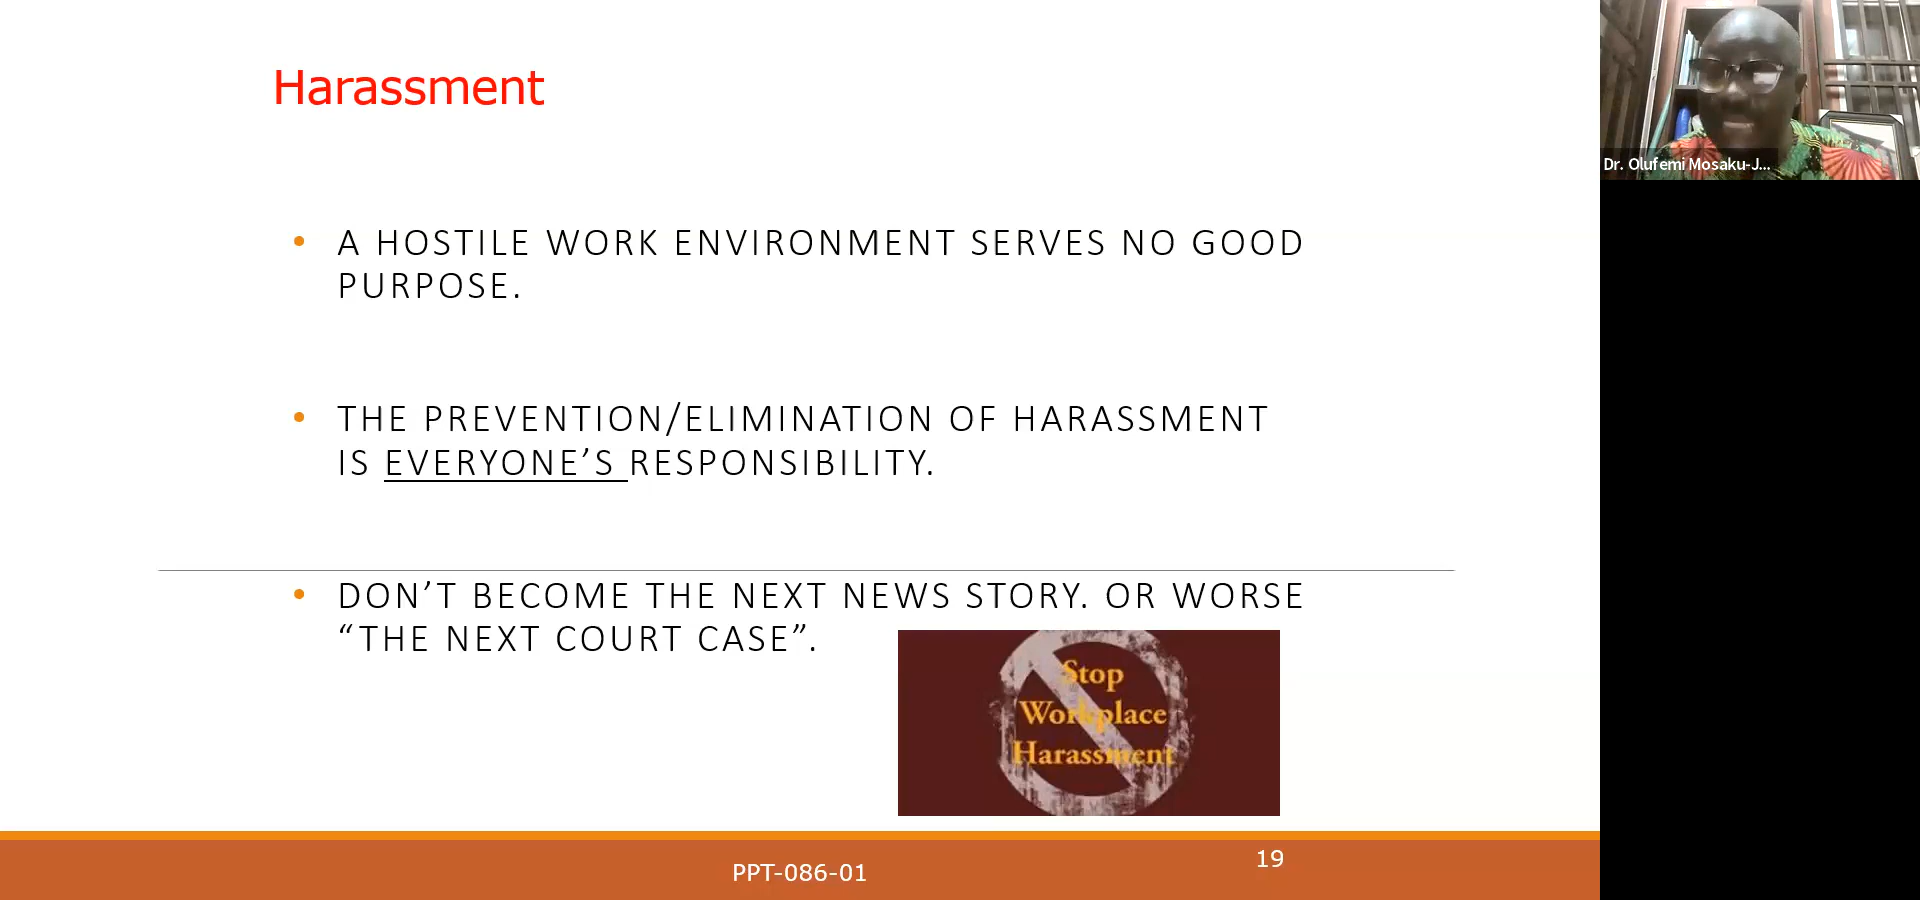 Harassment
• A HOSTILE WORK ENVIRONMENT SERVES NO GOOD
PURPOSE.
• THE PREVENTION/ELIMINATION OF HARASSMENT
IS EVERYONE’S RESPONSIBILITY.
• DON’T BECOME THE NEXT NEWS STORY. OR WORSE
“THE NEXT COURT CASE”.
Stop
Workplace
Harassment
PPT-086-01
19
Dr. Olufemi Mosaku-J...